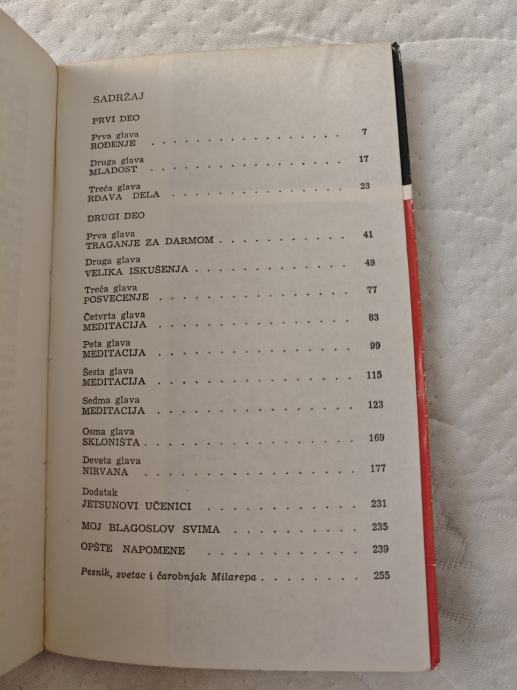 SADRŽAJ
PRVI DEO
Prva glava
ROĐENJE . . . . . . . . . . . . . . . 7
Druga glava
MLADOST . . . . . . . . . . . . . . . 17
Treća glava
RĐAVA DELA . . . . . . . . . . . . . 23
DRUGI DEO
Prva glava
TRAGANJE ZA DARMOM . . . . . . . . . 41
Druga glava
VELIKA ISKUŠENJA . . . . . . . . . . . 49
Treća glava
POSVEĆENJE . . . . . . . . . . . . . 77
Četvrta glava
MEDITACIJA . . . . . . . . . . . . . 83
Peta glava
MEDITACIJA . . . . . . . . . . . . . 99
Šesta glava
MEDITACIJA . . . . . . . . . . . . . 115
Sedma glava
MEDITACIJA . . . . . . . . . . . . . 123
Osma glava
SKLONIŠTA . . . . . . . . . . . . . . 169
Deveta glava
NIRVANA . . . . . . . . . . . . . . 177
Dodatak
JETSUNOVI UČENICI . . . . . . . . . . 231
MOJ BLAGOSLOV SVIMA . . . . . . . . 235
OPŠTE NAPOMENE . . . . . . . . . . 239
Pesnik, svetac i čarobnjak Milarepa . . . . . . . . 255